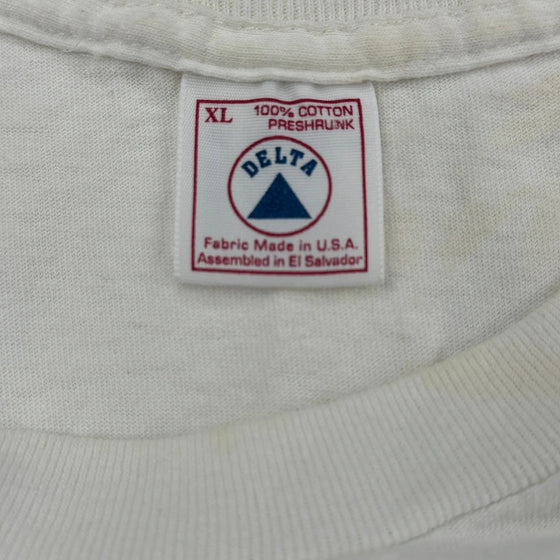 XL 100% COTTON
PRESHRUNK
DELTA
Fabric Made in U.S.A.
Assembled in El Salvador